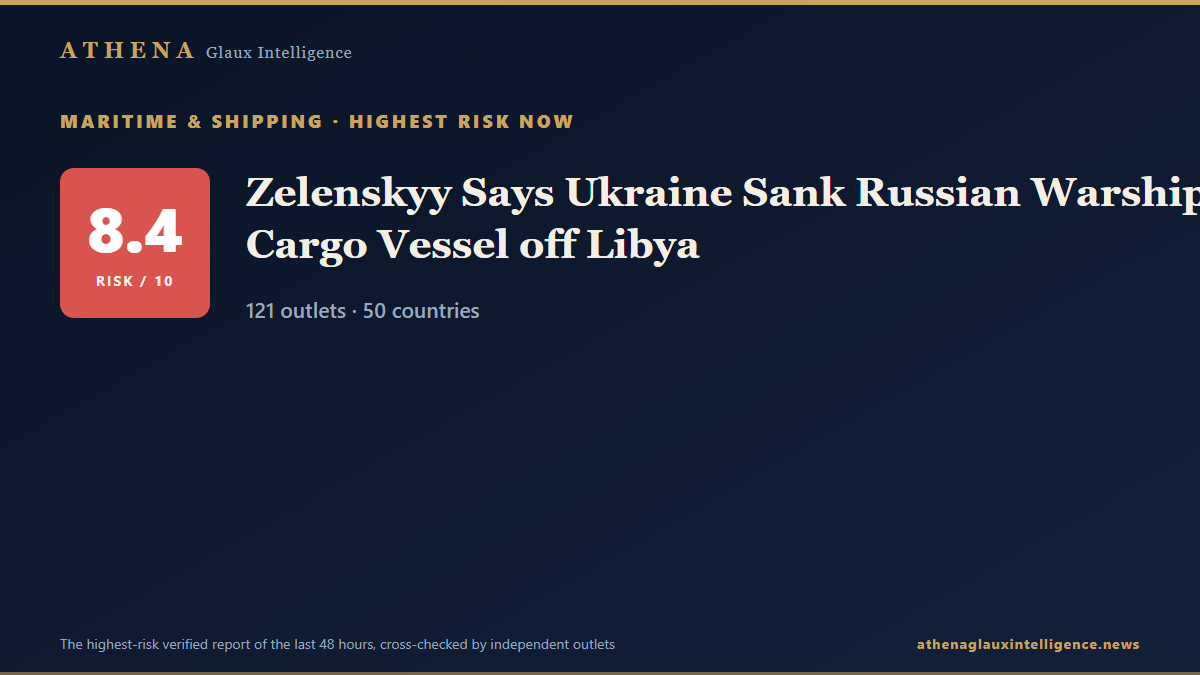 ATHENA Glaux Intelligence
MARITIME & SHIPPING · HIGHEST RISK NOW
8.4
RISK / 10
Zelenskyy Says Ukraine Sank Russian Warship
Cargo Vessel off Libya
121 outlets · 50 countries
The highest-risk verified report of the last 48 hours, cross-checked by independent outlets
athenaglauxintelligence.news